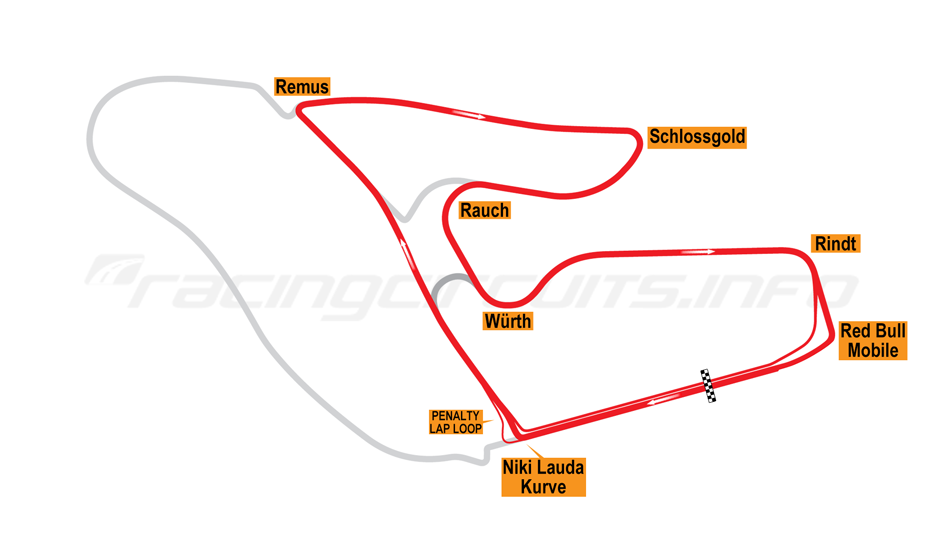 Remus
Schlossgold
Rauch
Rindt
racingcircuits.info
Würth
Red Bull
Mobile
PENALTY
LAP LOOP
Niki Lauda
Kurve